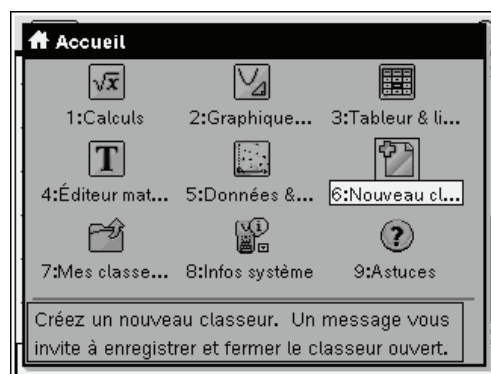 Accueil
1:Calculs 2:Graphique... 3:Tableur & li...
4:Éditeur mat... 5:Données &... 6:Nouveau cl...
7:Mes classe... 8:Infos système 9:Astuces
Créez un nouveau classeur. Un message vous
invite à enregistrer et fermer le classeur ouvert.